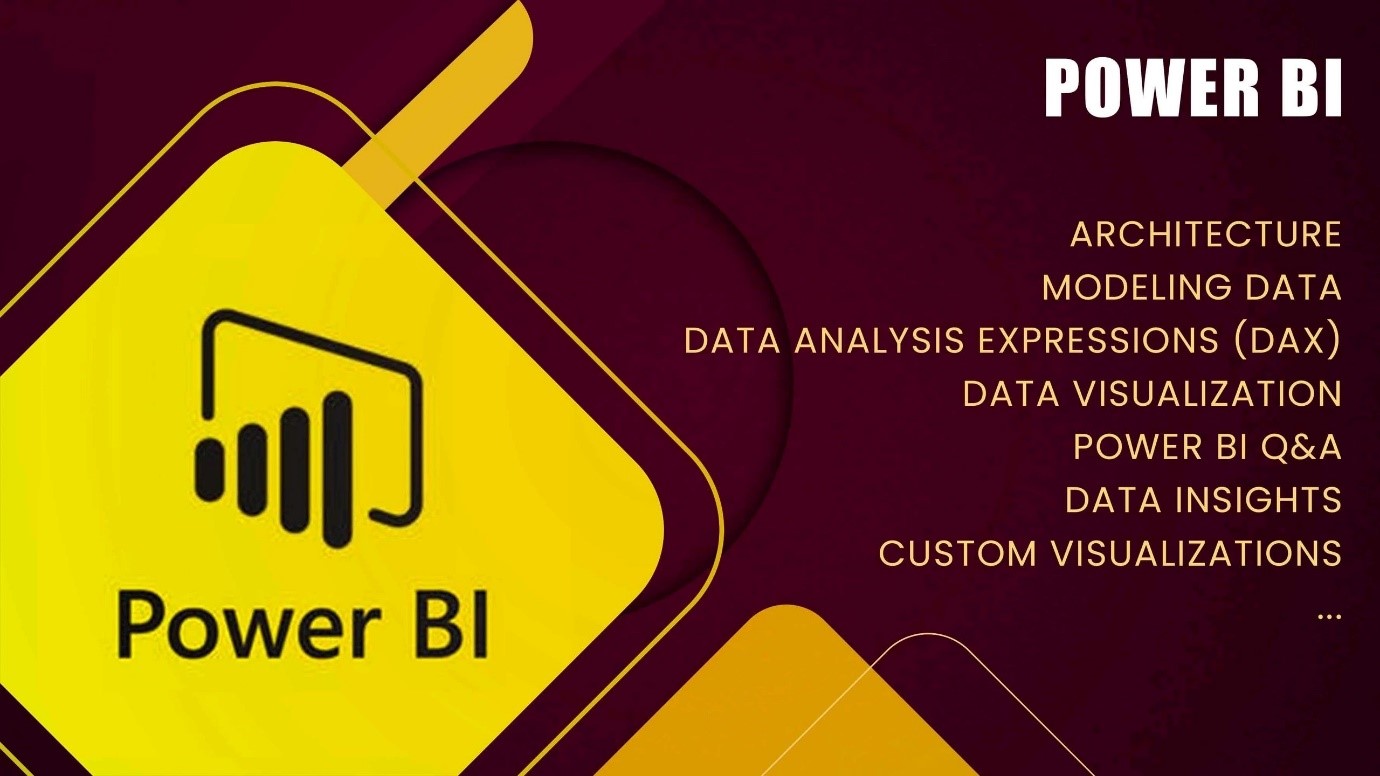 POWER BI
ARCHITECTURE
MODELING DATA
DATA ANALYSIS EXPRESSIONS (DAX)
DATA VISUALIZATION
POWER BI Q&A
DATA INSIGHTS
CUSTOM VISUALIZATIONS
...
Power BI